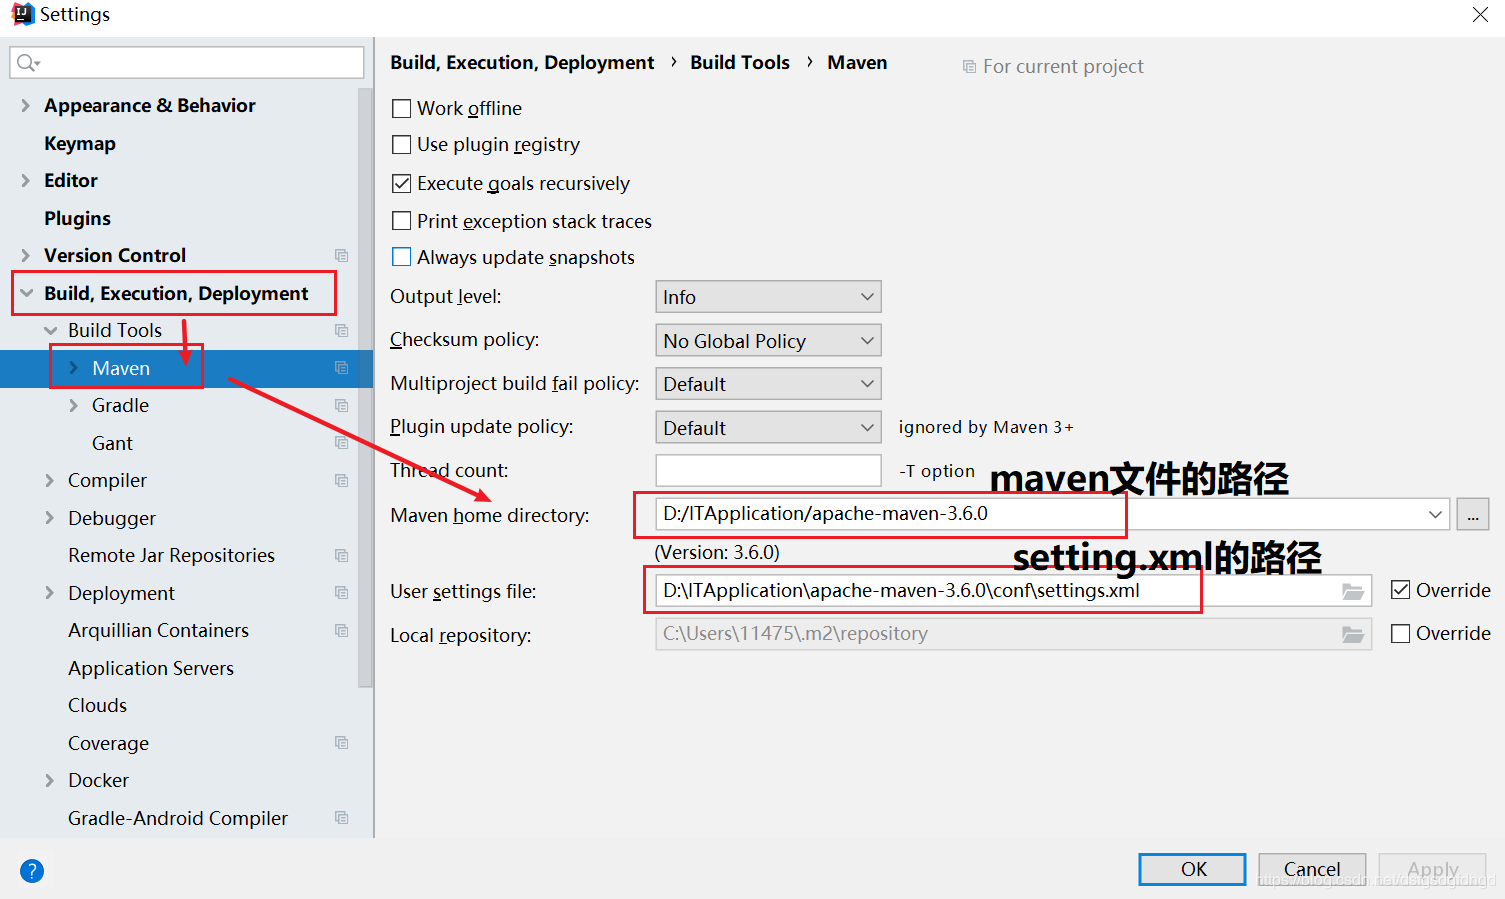 Settings
Appearance & Behavior
Keymap
Editor
Plugins
Version Control
Build, Execution, Deployment
Build Tools
Maven
Gradle
Gant
Compiler
Debugger
Remote Jar Repositories
Deployment
Arquillian Containers
Application Servers
Clouds
Coverage
Docker
Gradle-Android Compiler
Build, Execution, Deployment › Build Tools › Maven
For current project
Work offline
Use plugin registry
Execute goals recursively
Print exception stack traces
Always update snapshots
Output level: Info
Checksum policy: No Global Policy
Multiproject build fail policy: Default
Plugin update policy: Default ignored by Maven 3+
Thread count: -T option
maven文件的路径
Maven home directory: D:/ITApplication/apache-maven-3.6.0 ...
(Version: 3.6.0)
setting.xml的路径
User settings file: D:\ITApplication\apache-maven-3.6.0\conf\settings.xml Override
Local repository: C:\Users\11475\.m2\repository Override
?
OK Cancel Apply